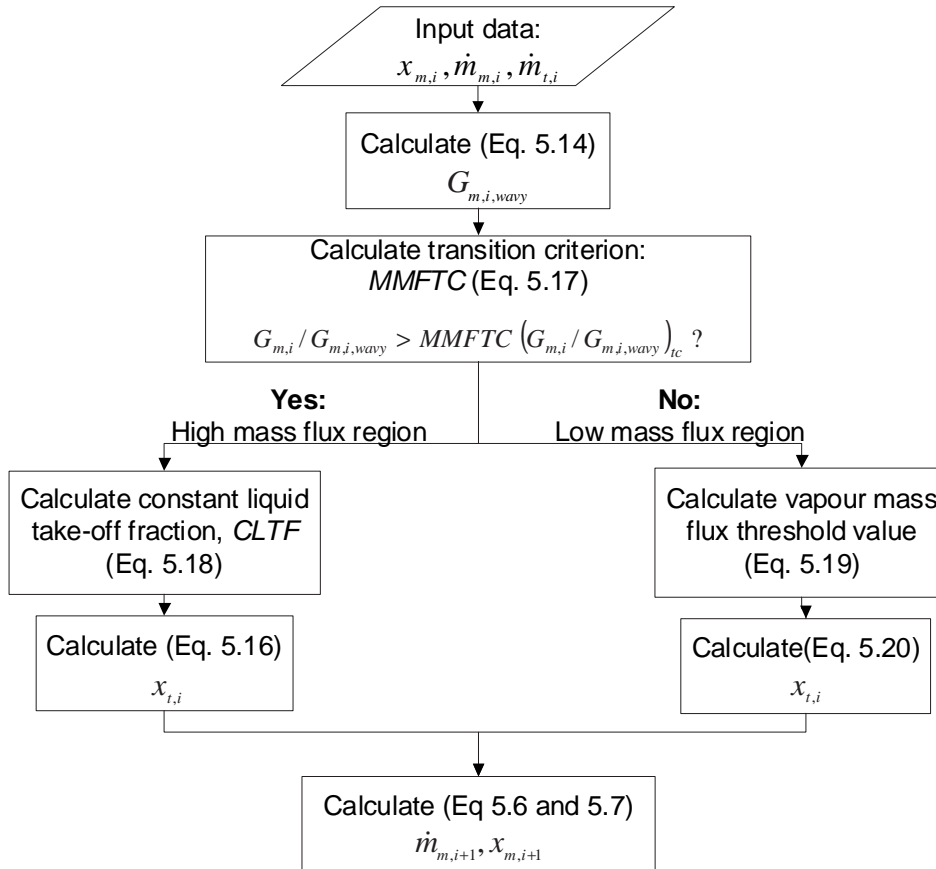 Input data:
x_{m,i}, ṁ_{m,i}, ṁ_{t,i}
Calculate (Eq. 5.14)
G_{m,i,wavy}
Calculate transition criterion:
MMFTC (Eq. 5.17)
G_{m,i} / G_{m,i,wavy} > MMFTC (G_{m,i} / G_{m,i,wavy})_{tc} ?
Yes:
High mass flux region
No:
Low mass flux region
Calculate constant liquid
take-off fraction, CLTF
(Eq. 5.18)
Calculate vapour mass
flux threshold value
(Eq. 5.19)
Calculate (Eq. 5.16)
x_{t,i}
Calculate(Eq. 5.20)
x_{t,i}
Calculate (Eq 5.6 and 5.7)
ṁ_{m,i+1}, x_{m,i+1}